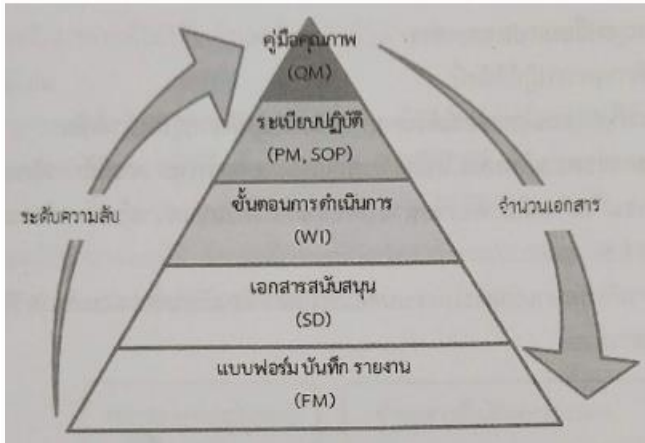 คู่มือคุณภาพ
(QM)
ระเบียบปฏิบัติ
(PM, SOP)
ขั้นตอนการดำเนินการ
(WI)
ระดับความลับ
จำนวนเอกสาร
เอกสารสนับสนุน
(SD)
แบบฟอร์ม บันทึก รายงาน
(FM)